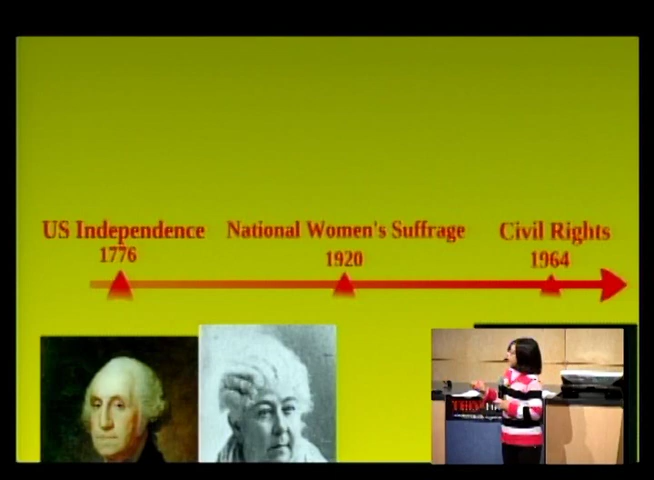 US Independence
1776
National Women's Suffrage
1920
Civil Rights
1964